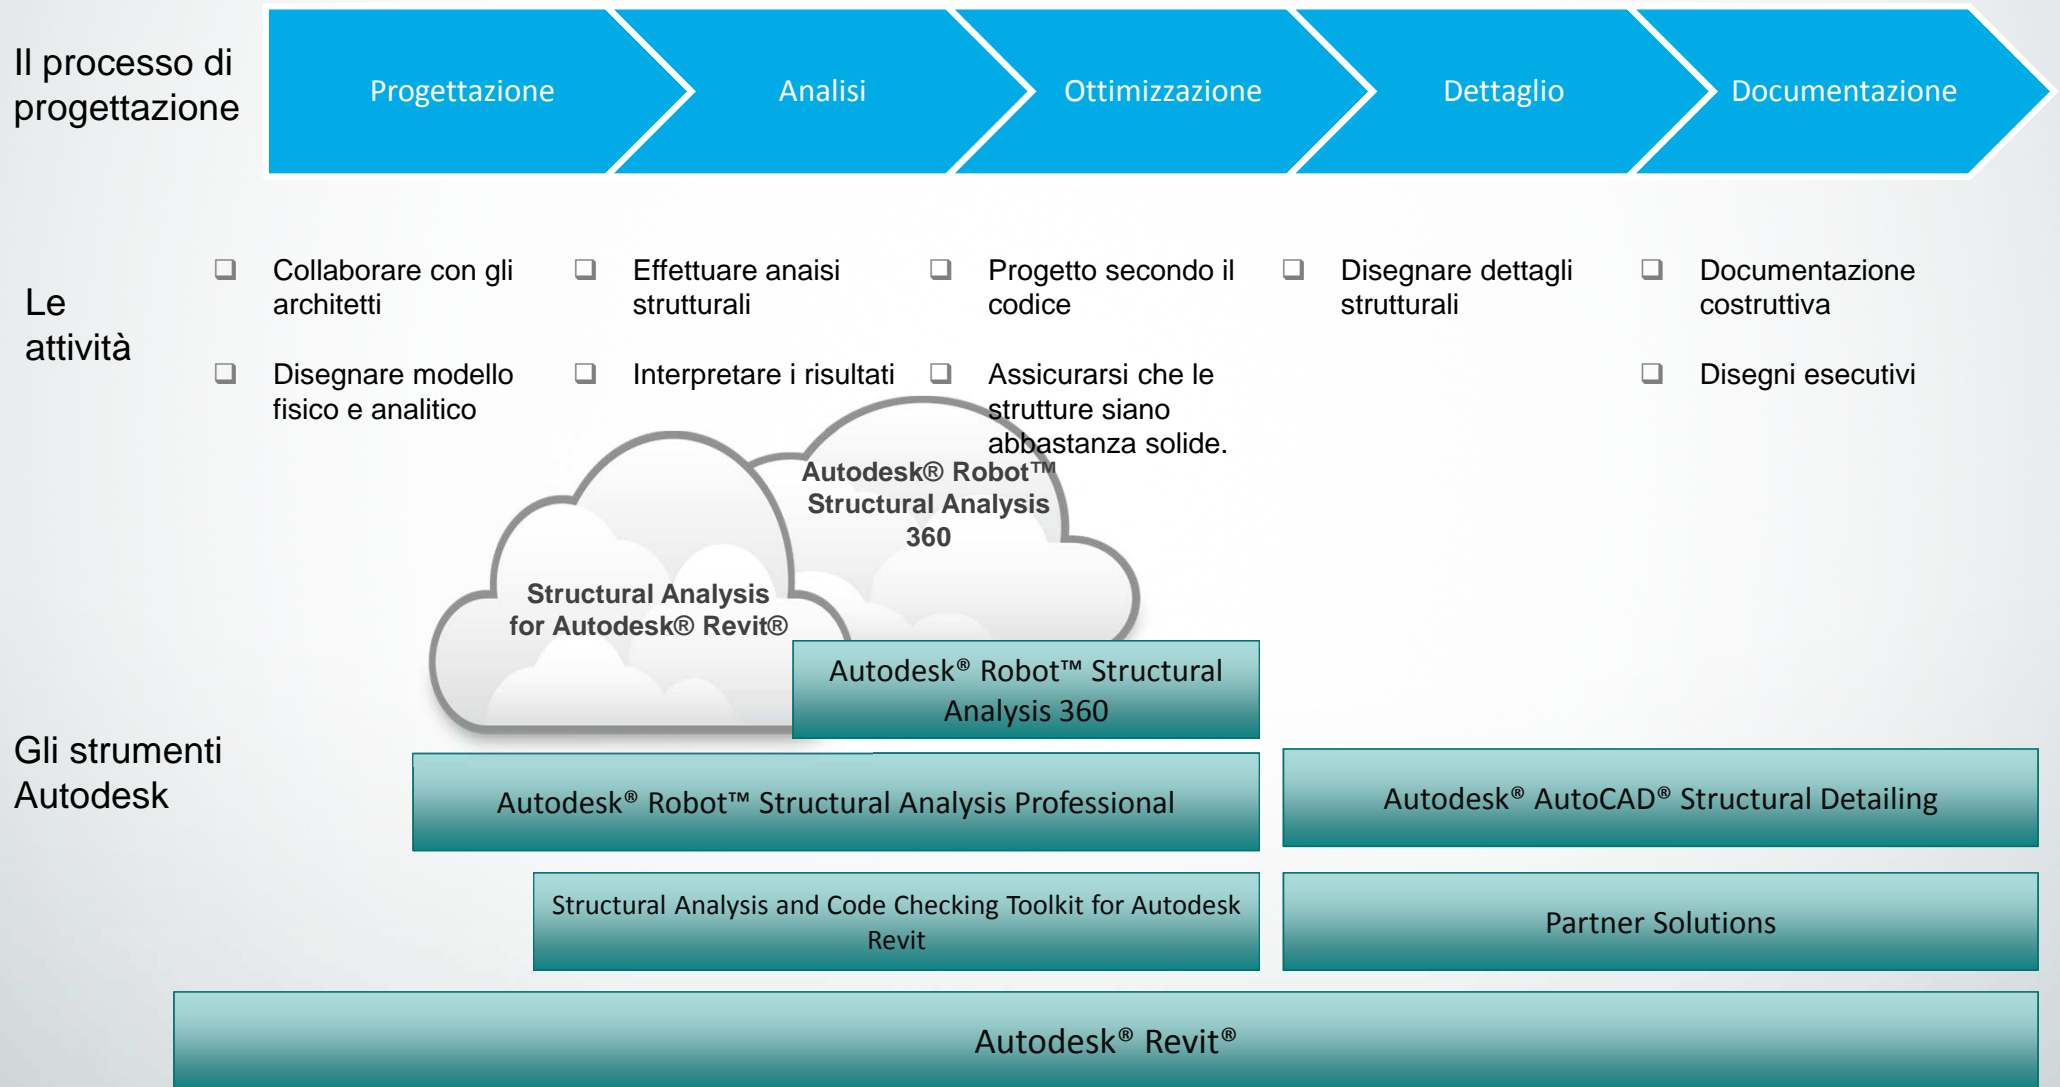 Il processo di
progettazione
Progettazione
Analisi
Ottimizzazione
Dettaglio
Documentazione
Le
attività
❑ Collaborare con gli
architetti
❑ Disegnare modello
fisico e analitico
❑ Effettuare anaisi
strutturali
❑ Interpretare i risultati
❑ Progetto secondo il
codice
❑ Assicurarsi che le
strutture siano
abbastanza solide.
❑ Disegnare dettagli
strutturali
❑ Documentazione
costruttiva
❑ Disegni esecutivi
Autodesk® Robot™
Structural Analysis
360
Structural Analysis
for Autodesk® Revit®
Gli strumenti
Autodesk
Autodesk® Robot™ Structural
Analysis 360
Autodesk® Robot™ Structural Analysis Professional
Autodesk® AutoCAD® Structural Detailing
Structural Analysis and Code Checking Toolkit for Autodesk
Revit
Partner Solutions
Autodesk® Revit®